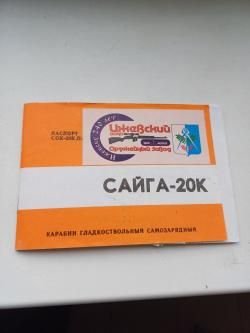 ПАСПОРТ
Ижевский
Оружейный завод
САЙГА-20К
КАРАБИН ГЛАДКОСТВОЛЬНЫЙ САМОЗАРЯДНЫЙ